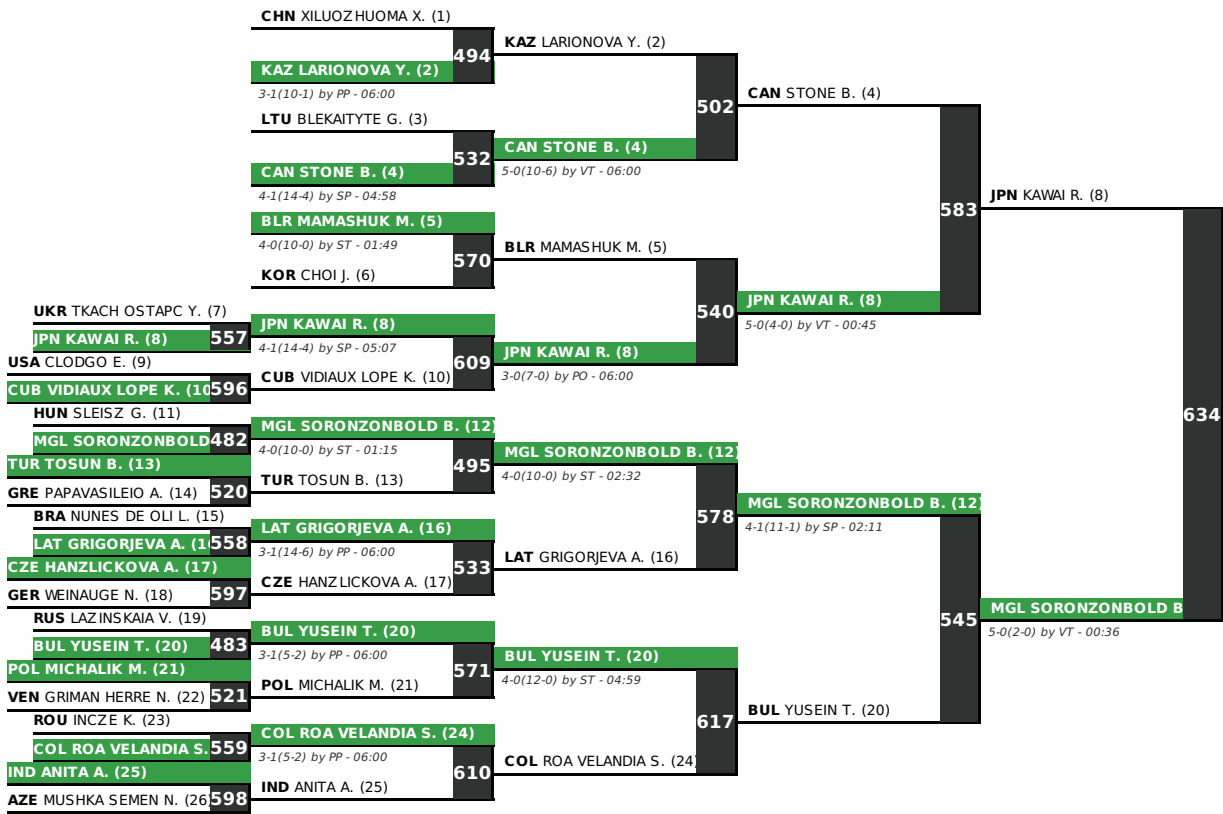 CHN XILUOZHUOMA X. (1)
494
KAZ LARIONOVA Y. (2)
3-1(10-1) by PP - 06:00
LTU BLEKAITYTE G. (3)
532
CAN STONE B. (4)
4-1(14-4) by SP - 04:58
BLR MAMASHUK M. (5)
4-0(10-0) by ST - 01:49
570
KOR CHOI J. (6)
UKR TKACH OSTAPC Y. (7)
JPN KAWAI R. (8)
557
USA CLODGO E. (9)
CUB VIDIAUX LOPE K. (10
596
HUN SLEISZ G. (11)
MGL SORONZONBOLD
482
TUR TOSUN B. (13)
GRE PAPAVASILEIO A. (14)
520
BRA NUNES DE OLI L. (15)
LAT GRIGORJEVA A. (1
558
CZE HANZLICKOVA A. (17)
GER WEINAUGE N. (18)
597
RUS LAZINSKAIA V. (19)
BUL YUSEIN T. (20)
483
POL MICHALIK M. (21)
VEN GRIMAN HERRE N. (22)
521
ROU INCZE K. (23)
COL ROA VELANDIA S.
559
IND ANITA A. (25)
AZE MUSHKA SEMEN N. (26)
598
JPN KAWAI R. (8)
4-1(14-4) by SP - 05:07
609
CUB VIDIAUX LOPE K. (10)
MGL SORONZONBOLD B. (12)
4-0(10-0) by ST - 01:15
495
TUR TOSUN B. (13)
LAT GRIGORJEVA A. (16)
3-1(14-6) by PP - 06:00
533
CZE HANZLICKOVA A. (17)
BUL YUSEIN T. (20)
3-1(5-2) by PP - 06:00
571
POL MICHALIK M. (21)
COL ROA VELANDIA S. (24)
3-1(5-2) by PP - 06:00
610
IND ANITA A. (25)
KAZ LARIONOVA Y. (2)
502
CAN STONE B. (4)
5-0(10-6) by VT - 06:00
BLR MAMASHUK M. (5)
540
JPN KAWAI R. (8)
3-0(7-0) by PO - 06:00
MGL SORONZONBOLD B. (12)
4-0(10-0) by ST - 02:32
578
LAT GRIGORJEVA A. (16)
BUL YUSEIN T. (20)
4-0(12-0) by ST - 04:59
617
COL ROA VELANDIA S. (24)
CAN STONE B. (4)
583
JPN KAWAI R. (8)
5-0(4-0) by VT - 00:45
MGL SORONZONBOLD B. (12)
4-1(11-1) by SP - 02:11
545
BUL YUSEIN T. (20)
JPN KAWAI R. (8)
634
MGL SORONZONBOLD B
5-0(2-0) by VT - 00:36